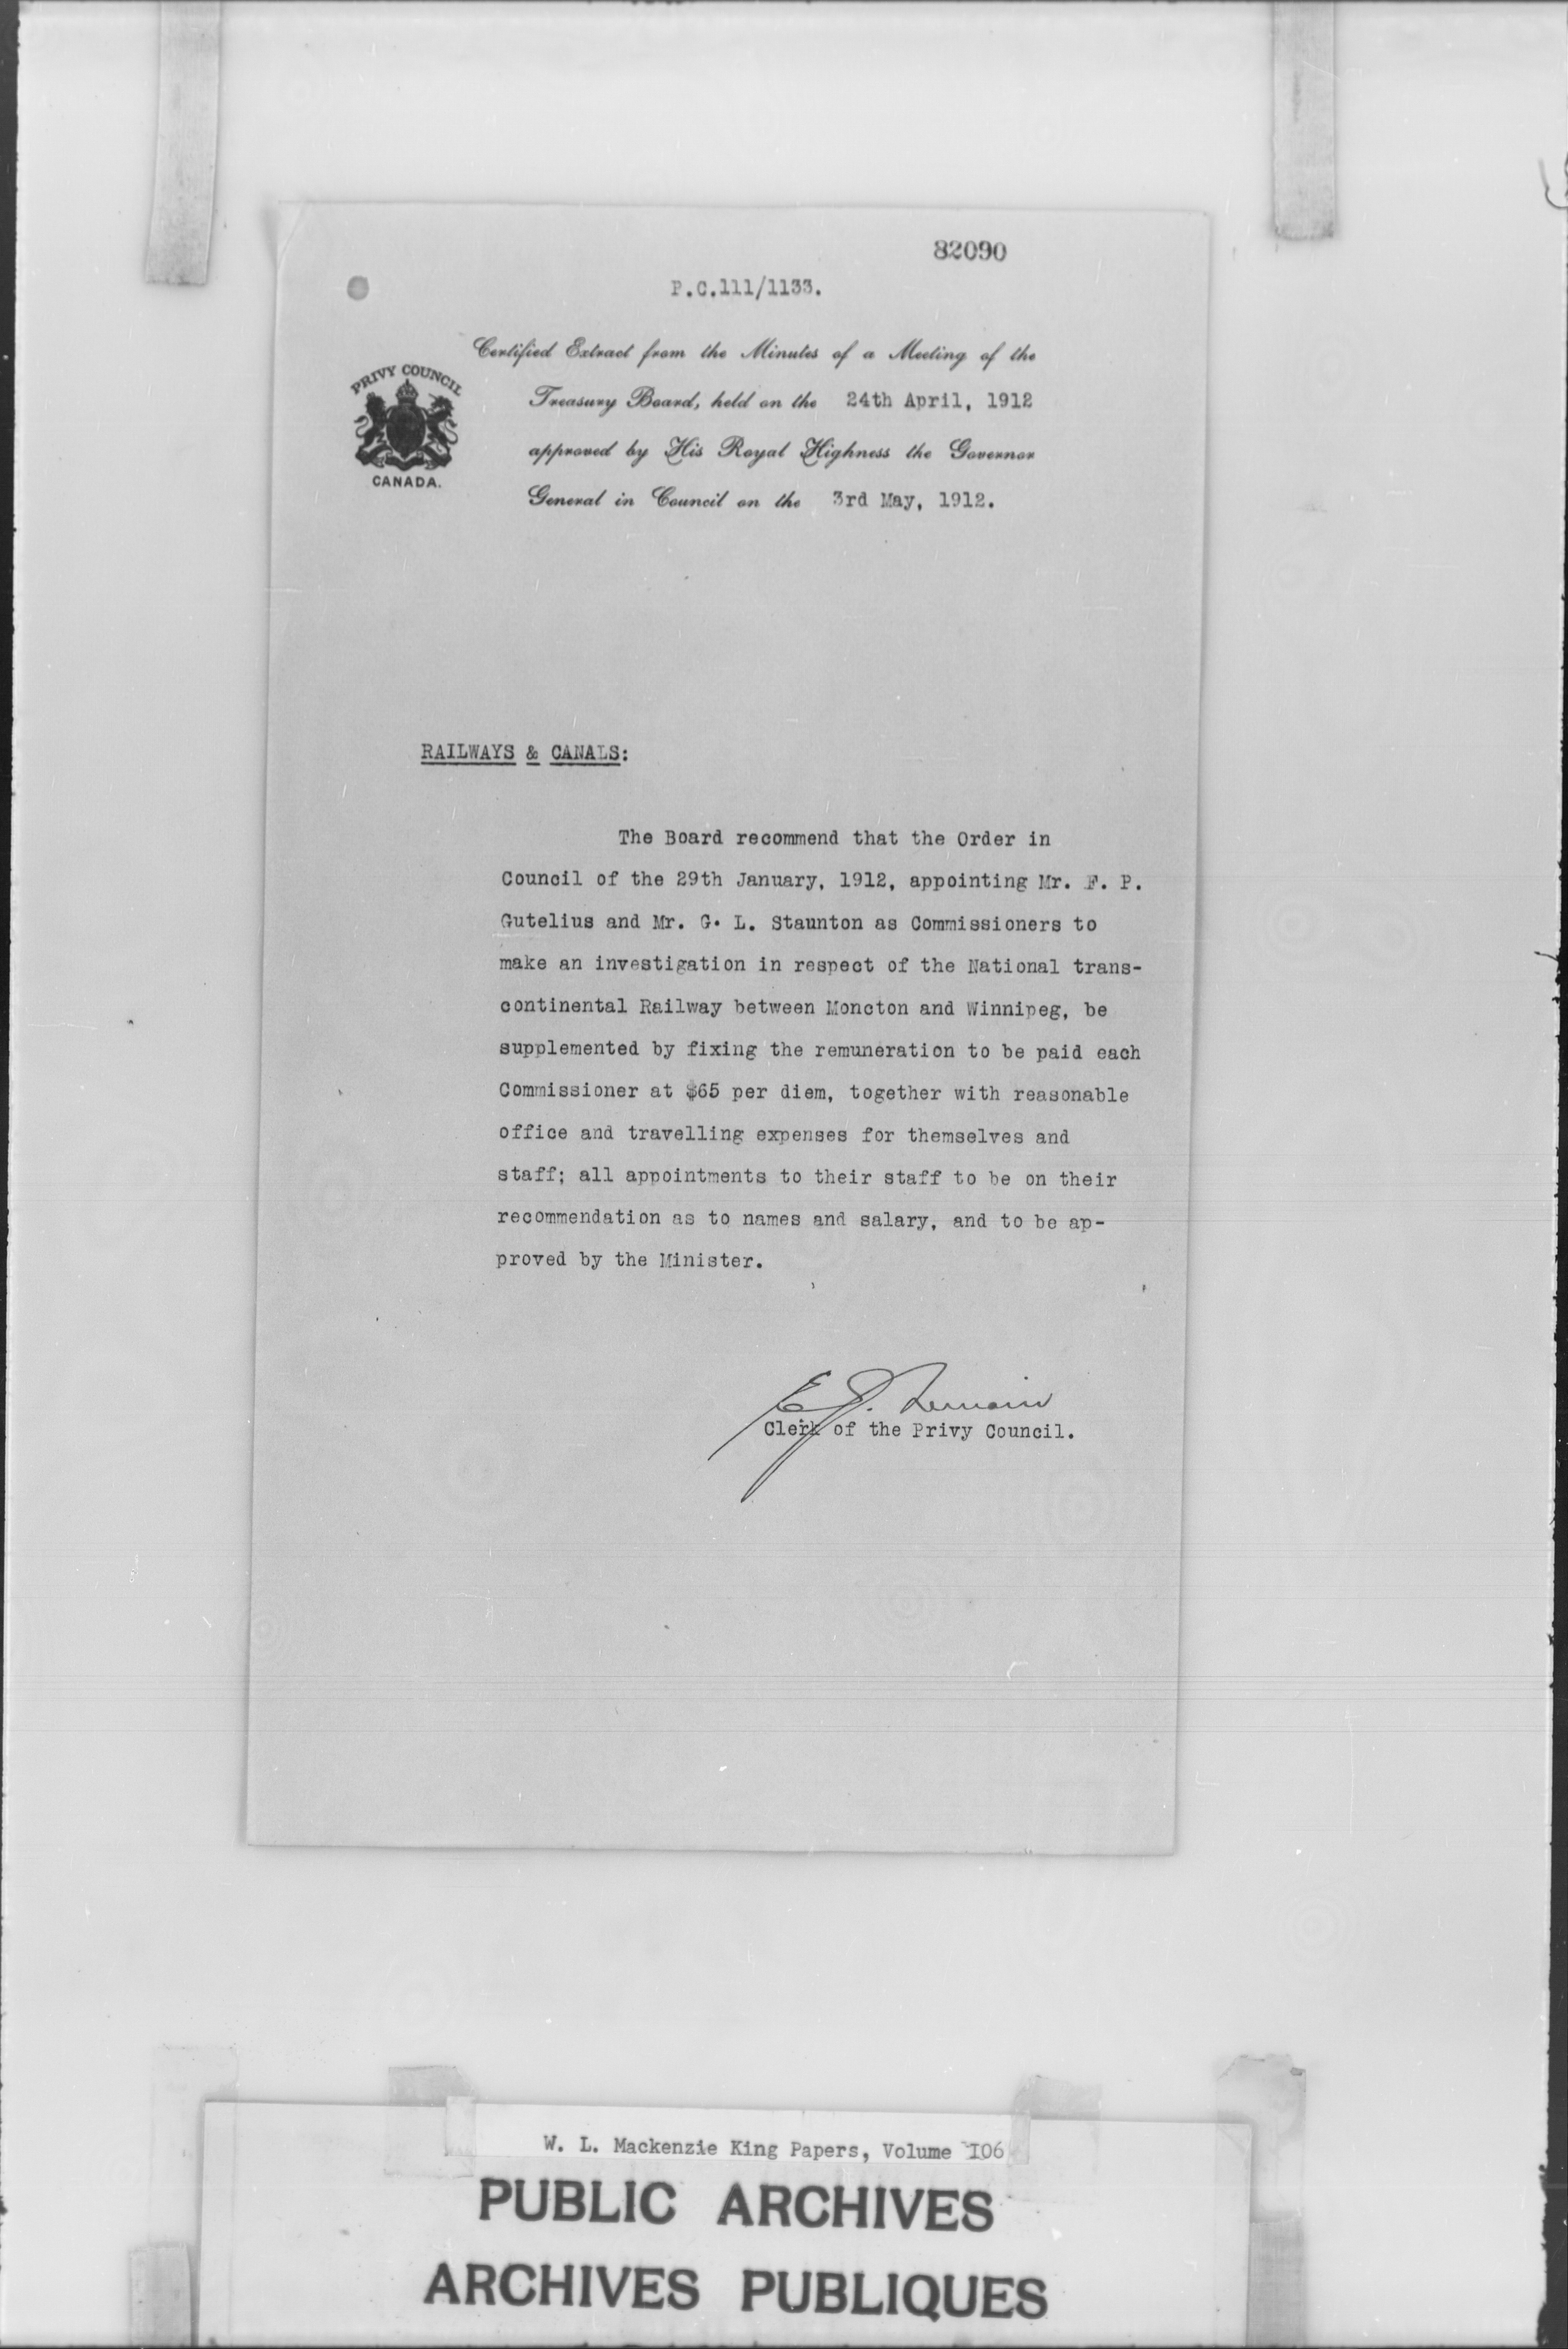 82090
P.C.111/1133.
Certified Extract from the Minutes of a Meeting of the
Treasury Board, held on the 24th April, 1912
approved by His Royal Highness the Governor
General in Council on the 3rd May, 1912.
PRIVY COUNCIL
CANADA.
RAILWAYS & CANALS:
The Board recommend that the Order in
Council of the 29th January, 1912, appointing Mr. F. P.
Gutelius and Mr. G. L. Staunton as Commissioners to
make an investigation in respect of the National trans-
continental Railway between Moncton and Winnipeg, be
supplemented by fixing the remuneration to be paid each
Commissioner at $65 per diem, together with reasonable
office and travelling expenses for themselves and
staff; all appointments to their staff to be on their
recommendation as to names and salary, and to be ap-
proved by the Minister.
E. J. Lemaire
Clerk of the Privy Council.
W. L. Mackenzie King Papers, Volume 106
PUBLIC ARCHIVES
ARCHIVES PUBLIQUES